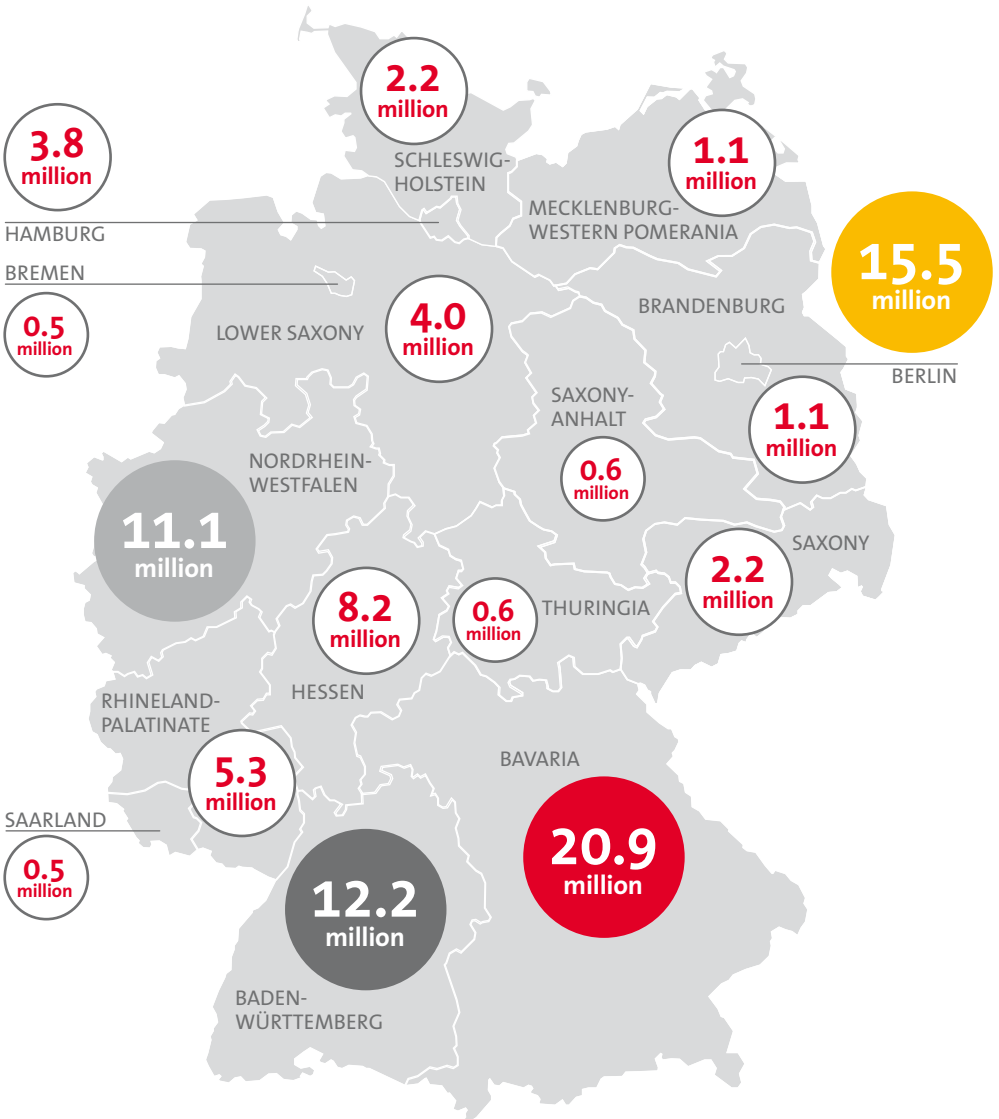 2.2
million
SCHLESWIG-
HOLSTEIN
3.8
million
HAMBURG
1.1
million
MECKLENBURG-
WESTERN POMERANIA
15.5
million
BERLIN
BREMEN
0.5
million
LOWER SAXONY
4.0
million
BRANDENBURG
1.1
million
SAXONY-
ANHALT
0.6
million
NORDRHEIN-
WESTFALEN
11.1
million
SAXONY
2.2
million
8.2
million
HESSEN
0.6
million
THURINGIA
RHINELAND-
PALATINATE
5.3
million
SAARLAND
0.5
million
BAVARIA
20.9
million
12.2
million
BADEN-
WÜRTTEMBERG